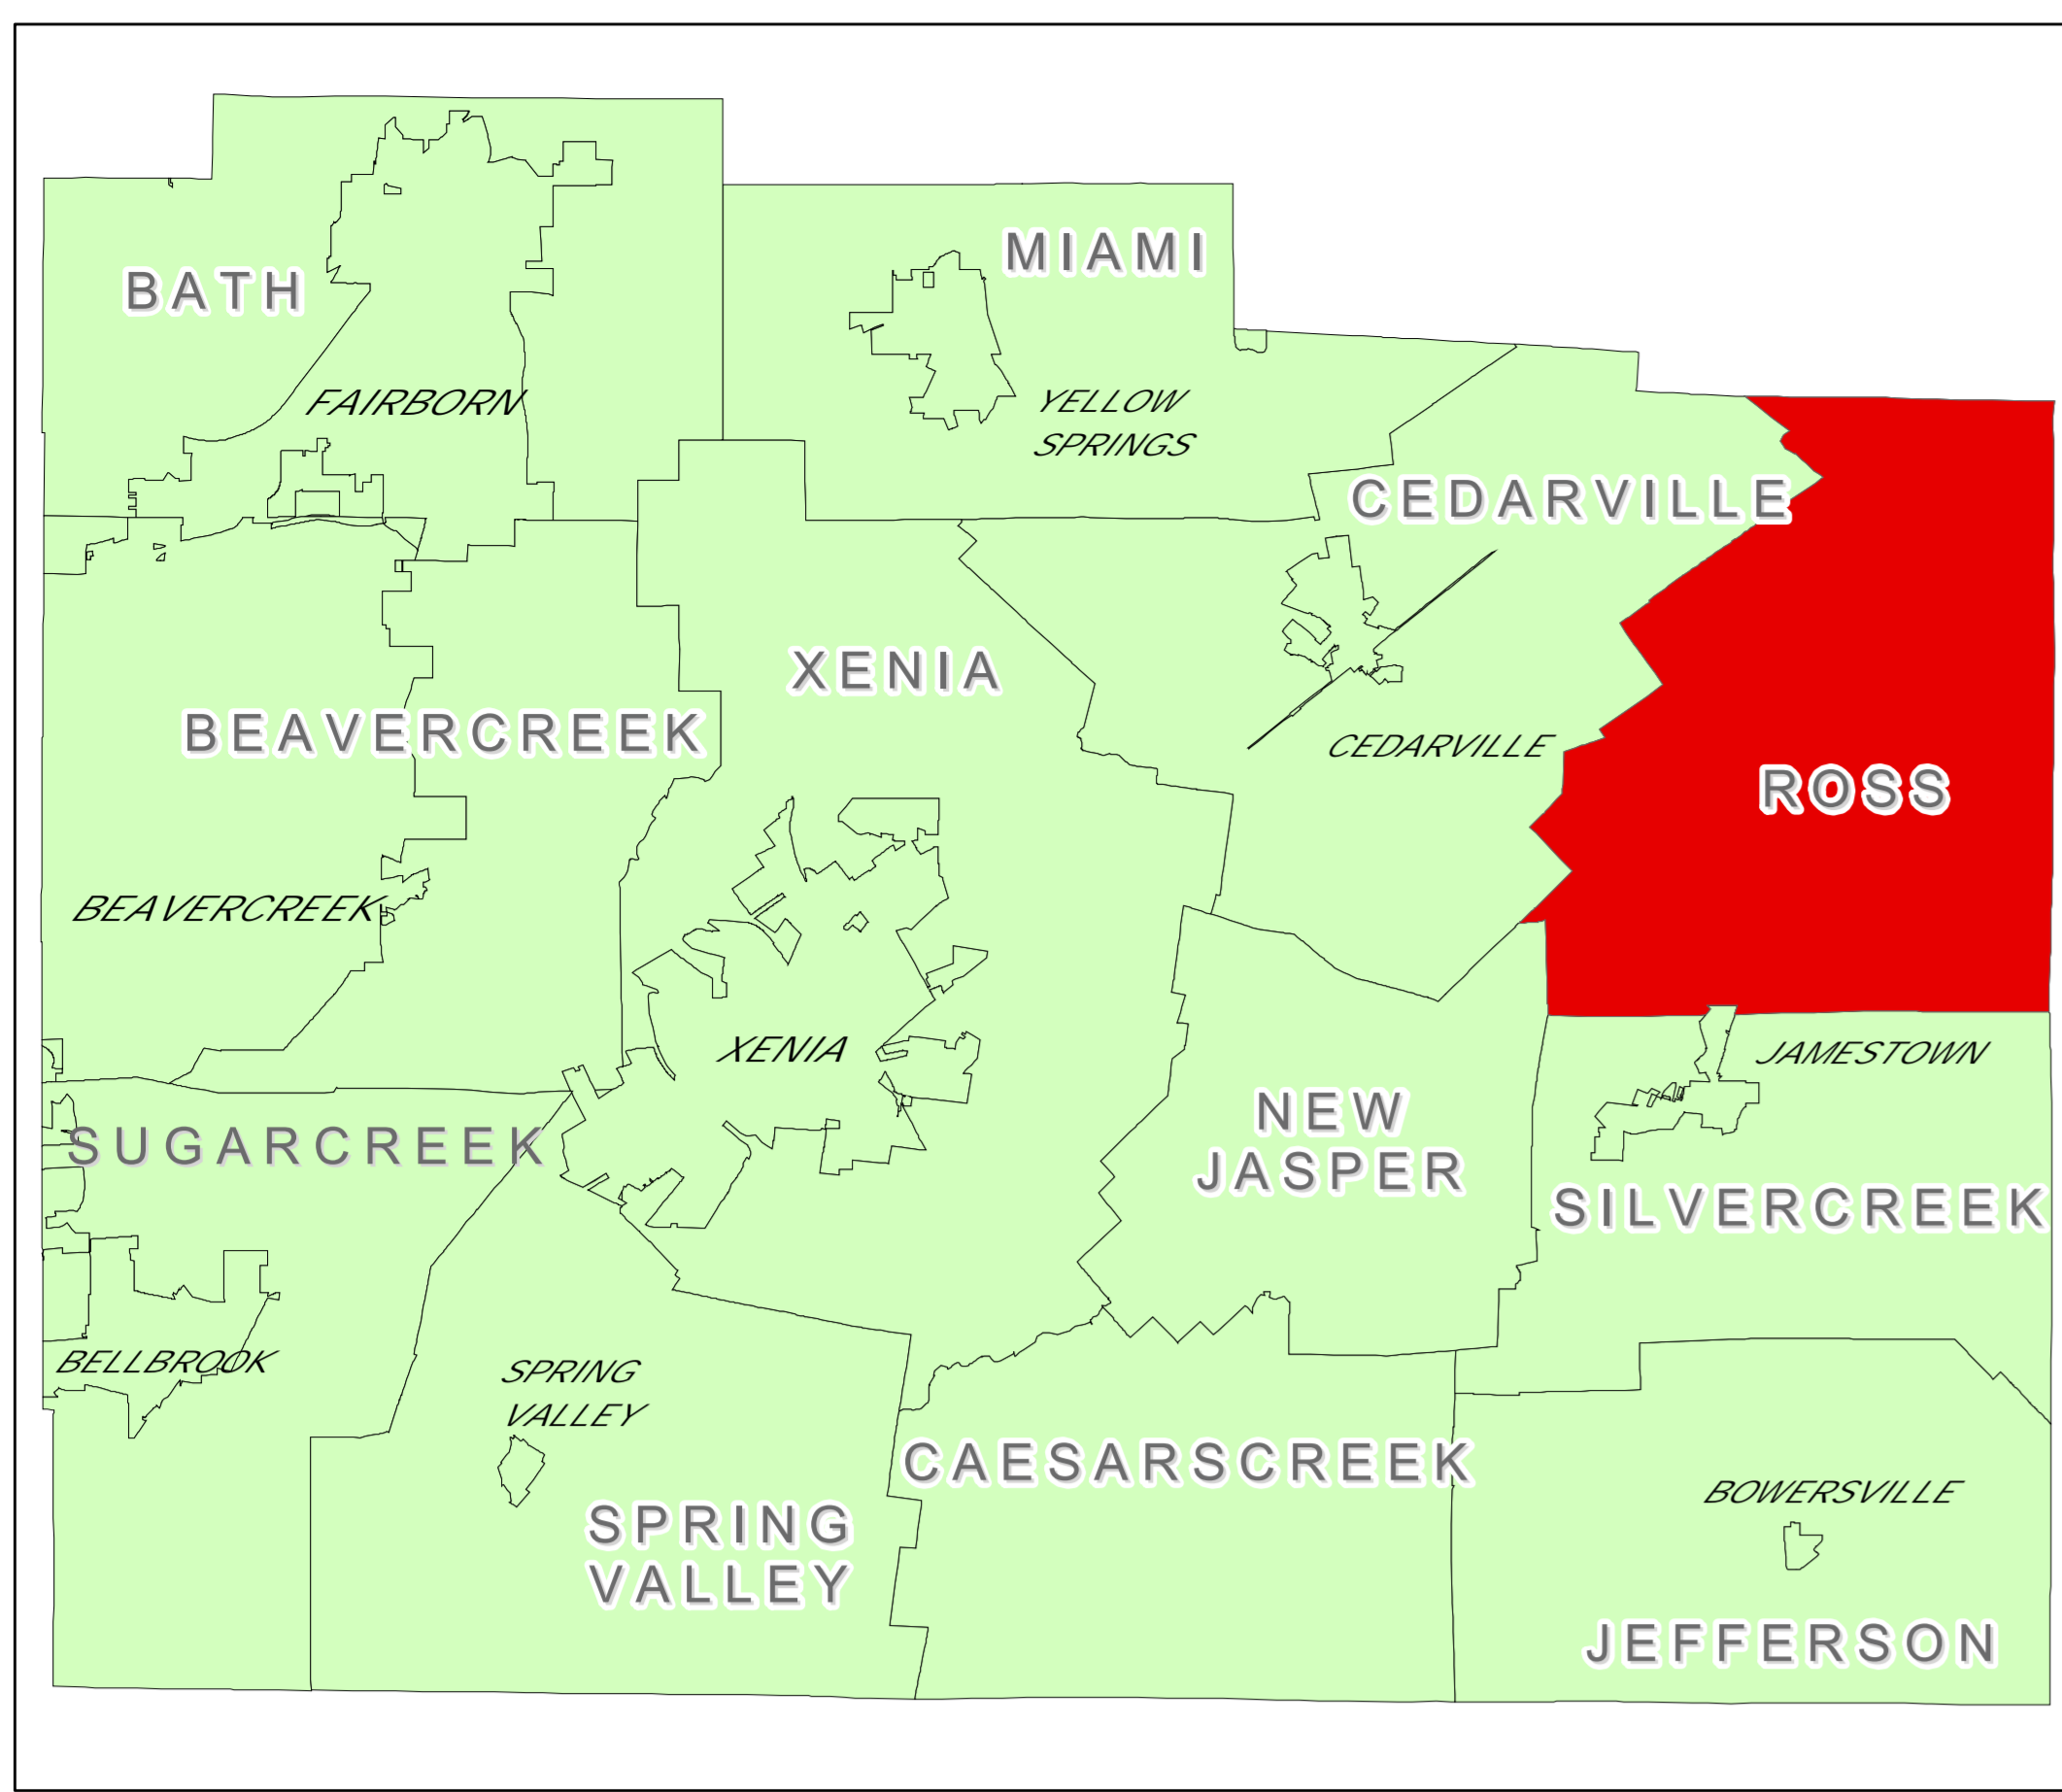 MIAMI
BATH
FAIRBORN
YELLOW
SPRINGS
CEDARVILLE
XENIA
BEAVERCREEK
CEDARVILLE
ROSS
BEAVERCREEK
XENIA
JAMESTOWN
NEW
JASPER
SUGARCREEK
SILVERCREEK
BELLBROOK
SPRING
VALLEY
CAESARSCREEK
BOWERSVILLE
SPRING
VALLEY
JEFFERSON